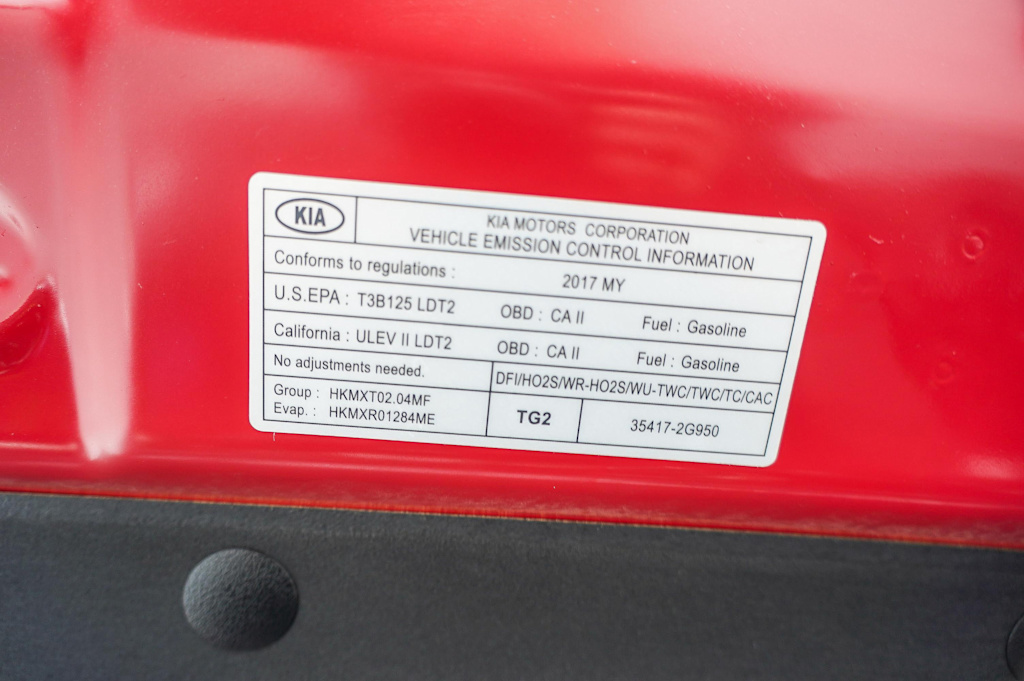 KIA
KIA MOTORS CORPORATION
VEHICLE EMISSION CONTROL INFORMATION
Conforms to regulations : 2017 MY
U.S.EPA : T3B125 LDT2 OBD : CA II Fuel : Gasoline
California : ULEV II LDT2 OBD : CA II Fuel : Gasoline
No adjustments needed. DFI/HO2S/WR-HO2S/WU-TWC/TWC/TC/CAC
Group : HKMXT02.04MF
Evap. : HKMXR01284ME
TG2 35417-2G950